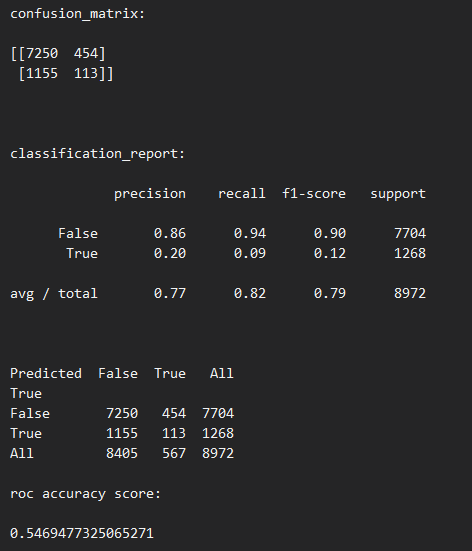 confusion_matrix:
[[7250  454]
 [1155  113]]
classification_report:
             precision    recall  f1-score   support
      False       0.86      0.94      0.90      7704
       True       0.20      0.09      0.12      1268
avg / total       0.77      0.82      0.79      8972
Predicted  False  True   All
True
False       7250   454  7704
True        1155   113  1268
All         8405   567  8972
roc accuracy score:
0.5469477325065271